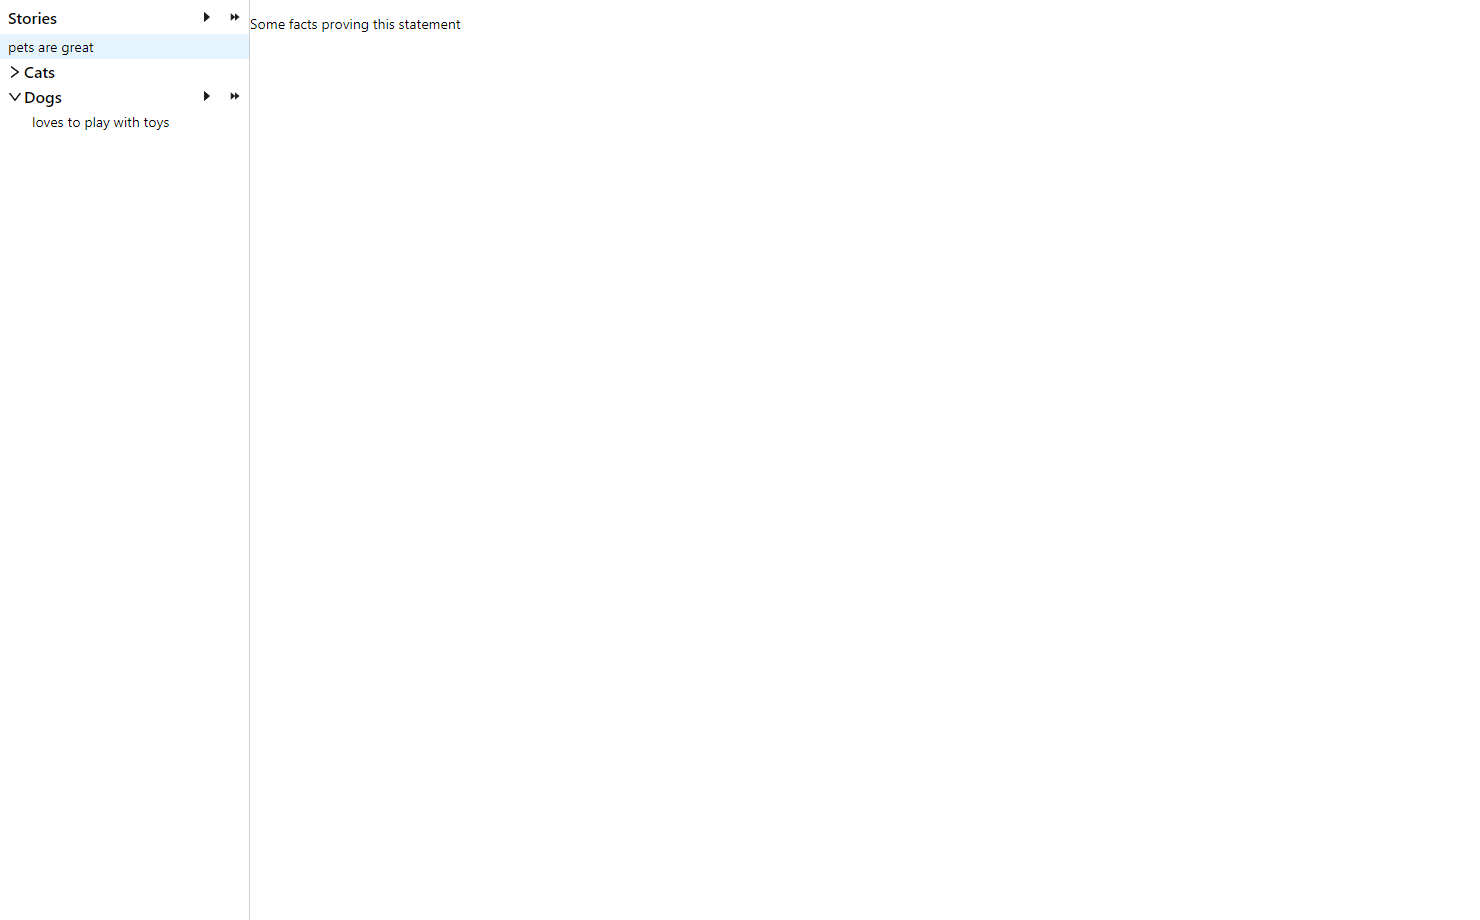 Stories
pets are great
Cats
Dogs
loves to play with toys
Some facts proving this statement